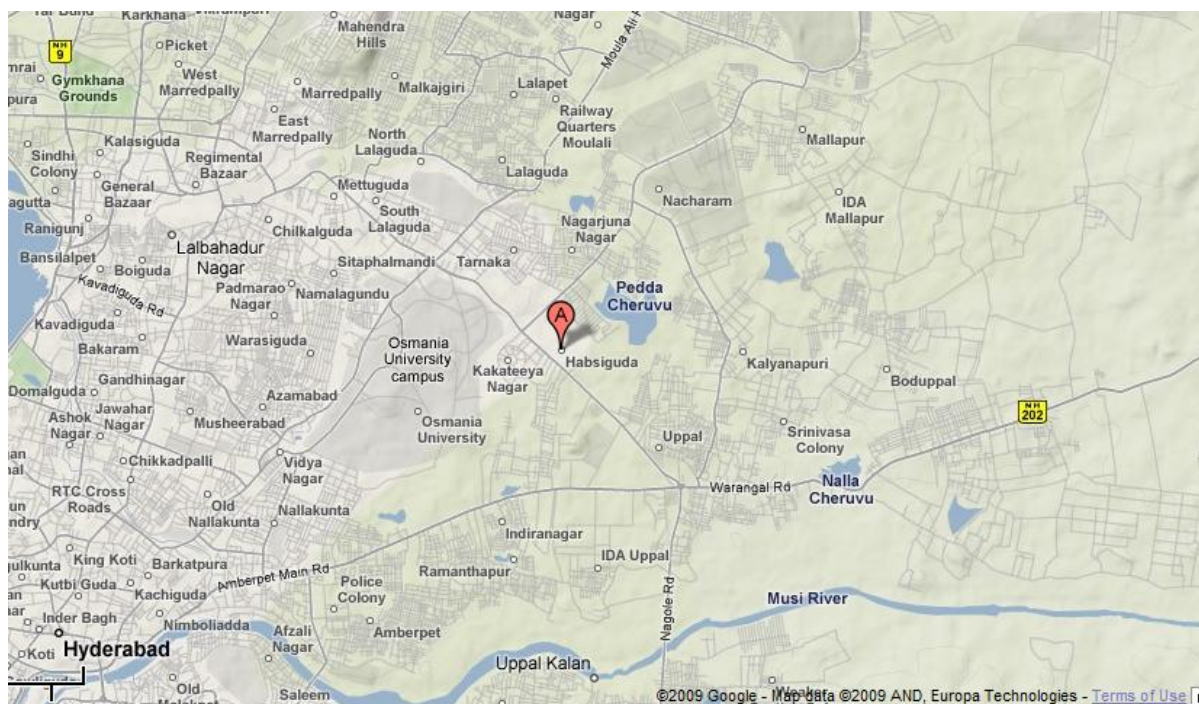 Karkhana
Mahendra
Hills
Nagar
Moula Ali
NH
9
Picket
Gymkhana
Grounds
West
Marredpally
Marredpally
Malkajgiri
Lalapet
Railway
Quarters
Moulali
East
Marredpally
Kalasiguda
North
Lalaguda
Mallapur
Sindhi
Colony
Regimental
Bazaar
General
Bazaar
Mettuguda
Lalaguda
Nacharam
IDA
Mallapur
agutta
Ranigunj
South
Lalaguda
Nagarjuna
Nagar
Chilkalguda
Lalbahadur
Nagar
Bansilalpet
Boiguda
Sitaphalmandi
Tarnaka
Kavadiguda Rd
Padmarao
Nagar
Namalagundu
Pedda
Cheruvu
A
Kavadiguda
Bakaram
Warasiguda
Osmania
University
campus
Habsiguda
Kakateeya
Nagar
Kalyanapuri
Boduppal
Domalguda
Gandhinagar
Azamabad
NH
202
Ashok
Nagar
Jawahar
Nagar
Musheerabad
Osmania
University
Uppal
Srinivasa
Colony
Chikkadpalli
Vidya
Nagar
RTC Cross
Roads
Old
Nallakunta
Nallakunta
Warangal Rd
Nalla
Cheruvu
Indiranagar
IDA Uppal
King Koti
Barkatpura
Amberpet Main Rd
Ramanthapur
Kutbi Guda
Kachiguda
Police
Colony
Nagole Rd
Musi River
Inder Bagh
Nimboliadda
Afzali
Nagar
Amberpet
Hyderabad
Koti
Uppal Kalan
Old
Saleem
©2009 Google - Map data ©2009 AND, Europa Technologies - Terms of Use